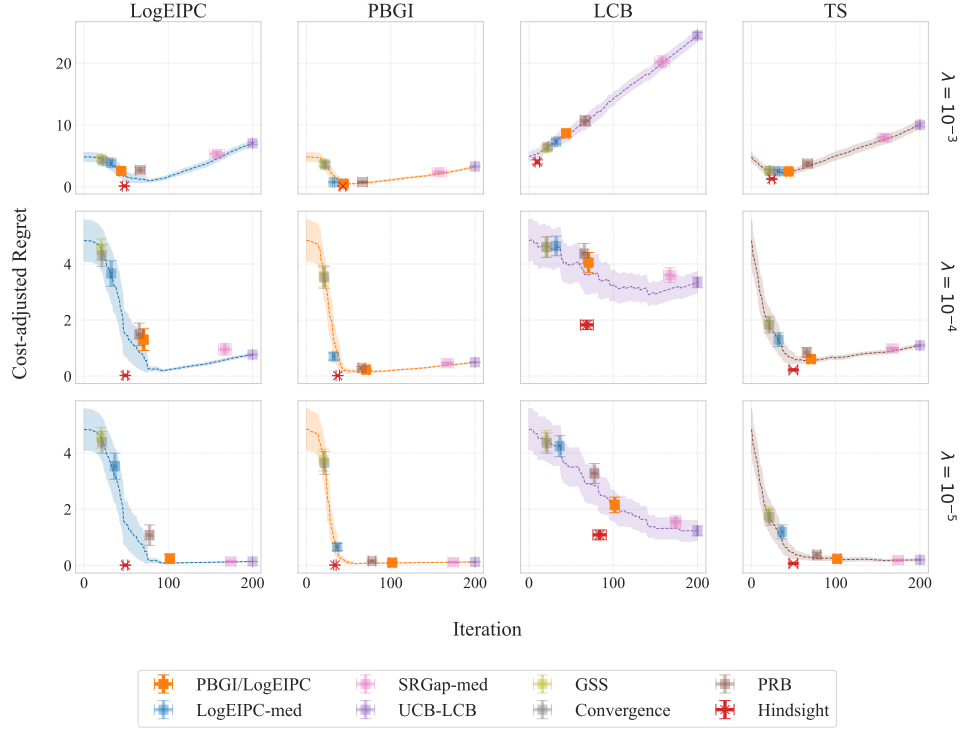 LogEIPC PBGI LCB TS
20
10
0
λ = 10⁻³
4
2
0
λ = 10⁻⁴
4
2
0
λ = 10⁻⁵
0 100 200 0 100 200 0 100 200 0 100 200
Cost-adjusted Regret
Iteration
PBGI/LogEIPC SRGap-med GSS PRB
LogEIPC-med UCB-LCB Convergence Hindsight